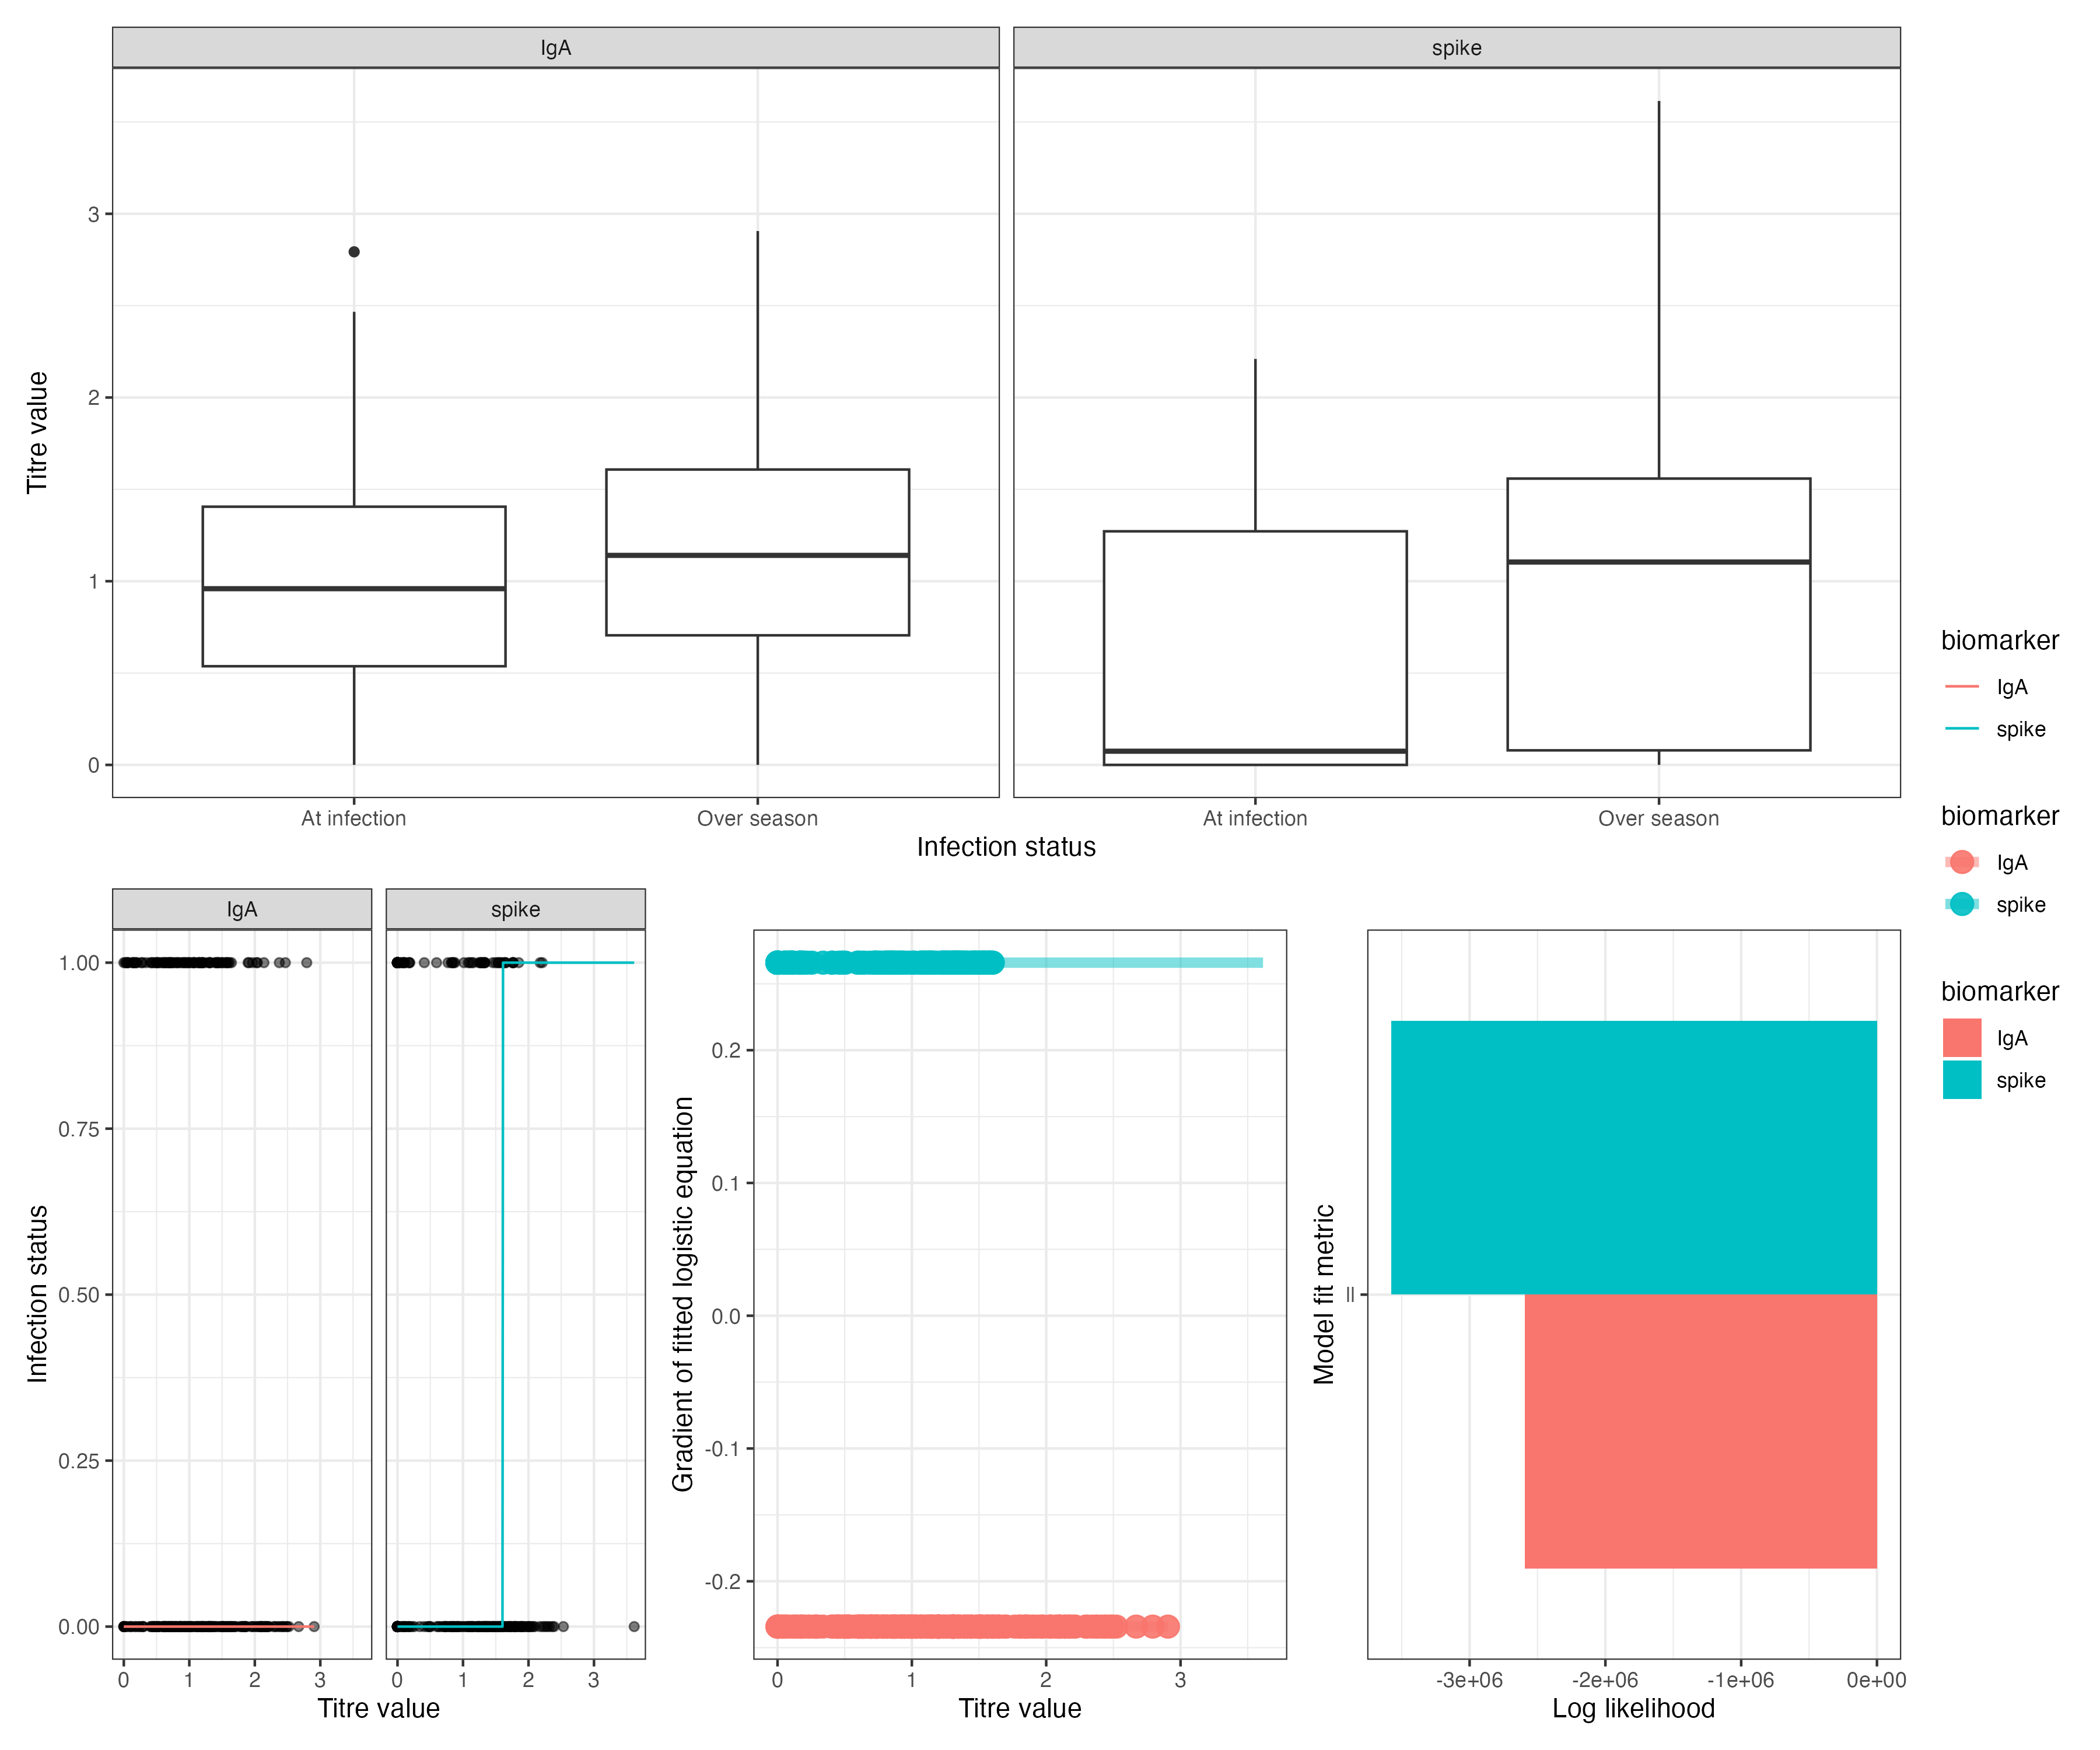 IgA
spike
Titre value
3
2
1
0
At infection
Over season
At infection
Over season
Infection status
IgA
spike
Infection status
1.00
0.75
0.50
0.25
0.00
0
1
2
3
0
1
2
3
Titre value
Gradient of fitted logistic equation
0.2
0.1
0.0
-0.1
-0.2
0
1
2
3
Titre value
Model fit metric
ll
-3e+06
-2e+06
-1e+06
0e+00
Log likelihood
biomarker
IgA
spike
biomarker
IgA
spike
biomarker
IgA
spike